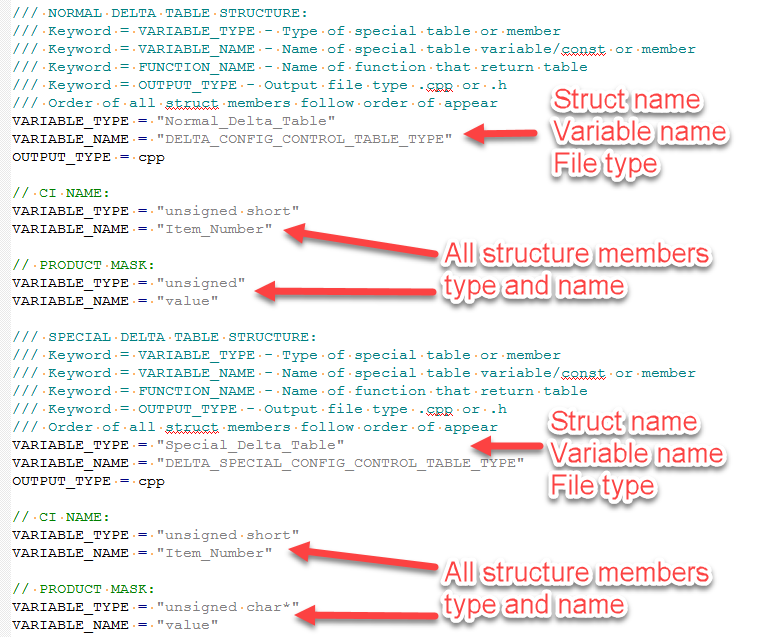 /// NORMAL DELTA TABLE STRUCTURE:
/// Keyword = VARIABLE_TYPE - Type of special table or member
/// Keyword = VARIABLE_NAME - Name of special table variable/const or member
/// Keyword = FUNCTION_NAME - Name of function that return table
/// Keyword = OUTPUT_TYPE - Output file type .cpp or .h
/// Order of all struct members follow order of appear
VARIABLE_TYPE = "Normal_Delta_Table"
VARIABLE_NAME = "DELTA_CONFIG_CONTROL_TABLE_TYPE"
OUTPUT_TYPE = cpp
Struct name
Variable name
File type
// CI NAME:
VARIABLE_TYPE = "unsigned short"
VARIABLE_NAME = "Item_Number"
// PRODUCT MASK:
VARIABLE_TYPE = "unsigned"
VARIABLE_NAME = "value"
All structure members
type and name
/// SPECIAL DELTA TABLE STRUCTURE:
/// Keyword = VARIABLE_TYPE - Type of special table or member
/// Keyword = VARIABLE_NAME - Name of special table variable/const or member
/// Keyword = FUNCTION_NAME - Name of function that return table
/// Keyword = OUTPUT_TYPE - Output file type .cpp or .h
/// Order of all struct members follow order of appear
VARIABLE_TYPE = "Special_Delta_Table"
VARIABLE_NAME = "DELTA_SPECIAL_CONFIG_CONTROL_TABLE_TYPE"
OUTPUT_TYPE = cpp
Struct name
Variable name
File type
// CI NAME:
VARIABLE_TYPE = "unsigned short"
VARIABLE_NAME = "Item_Number"
// PRODUCT MASK:
VARIABLE_TYPE = "unsigned char*"
VARIABLE_NAME = "value"
All structure members
type and name